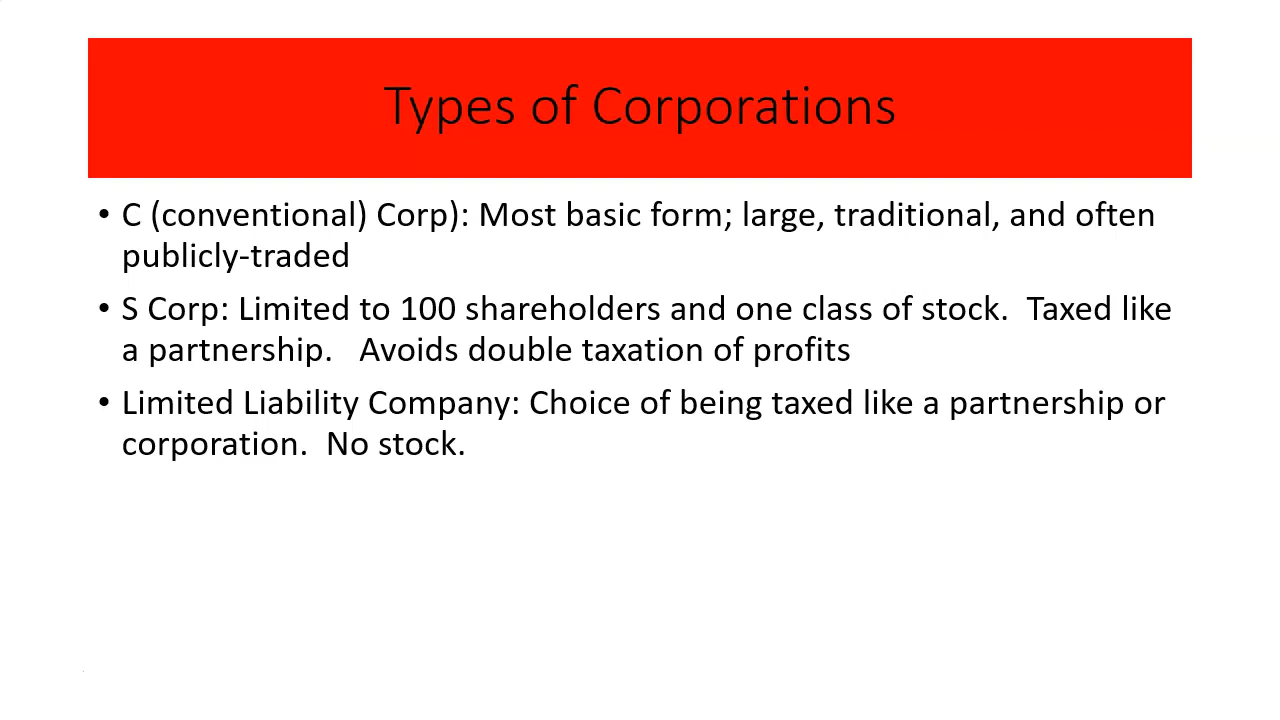 Types of Corporations
• C (conventional) Corp): Most basic form; large, traditional, and often
publicly-traded
• S Corp: Limited to 100 shareholders and one class of stock.  Taxed like
a partnership.   Avoids double taxation of profits
• Limited Liability Company: Choice of being taxed like a partnership or
corporation.  No stock.